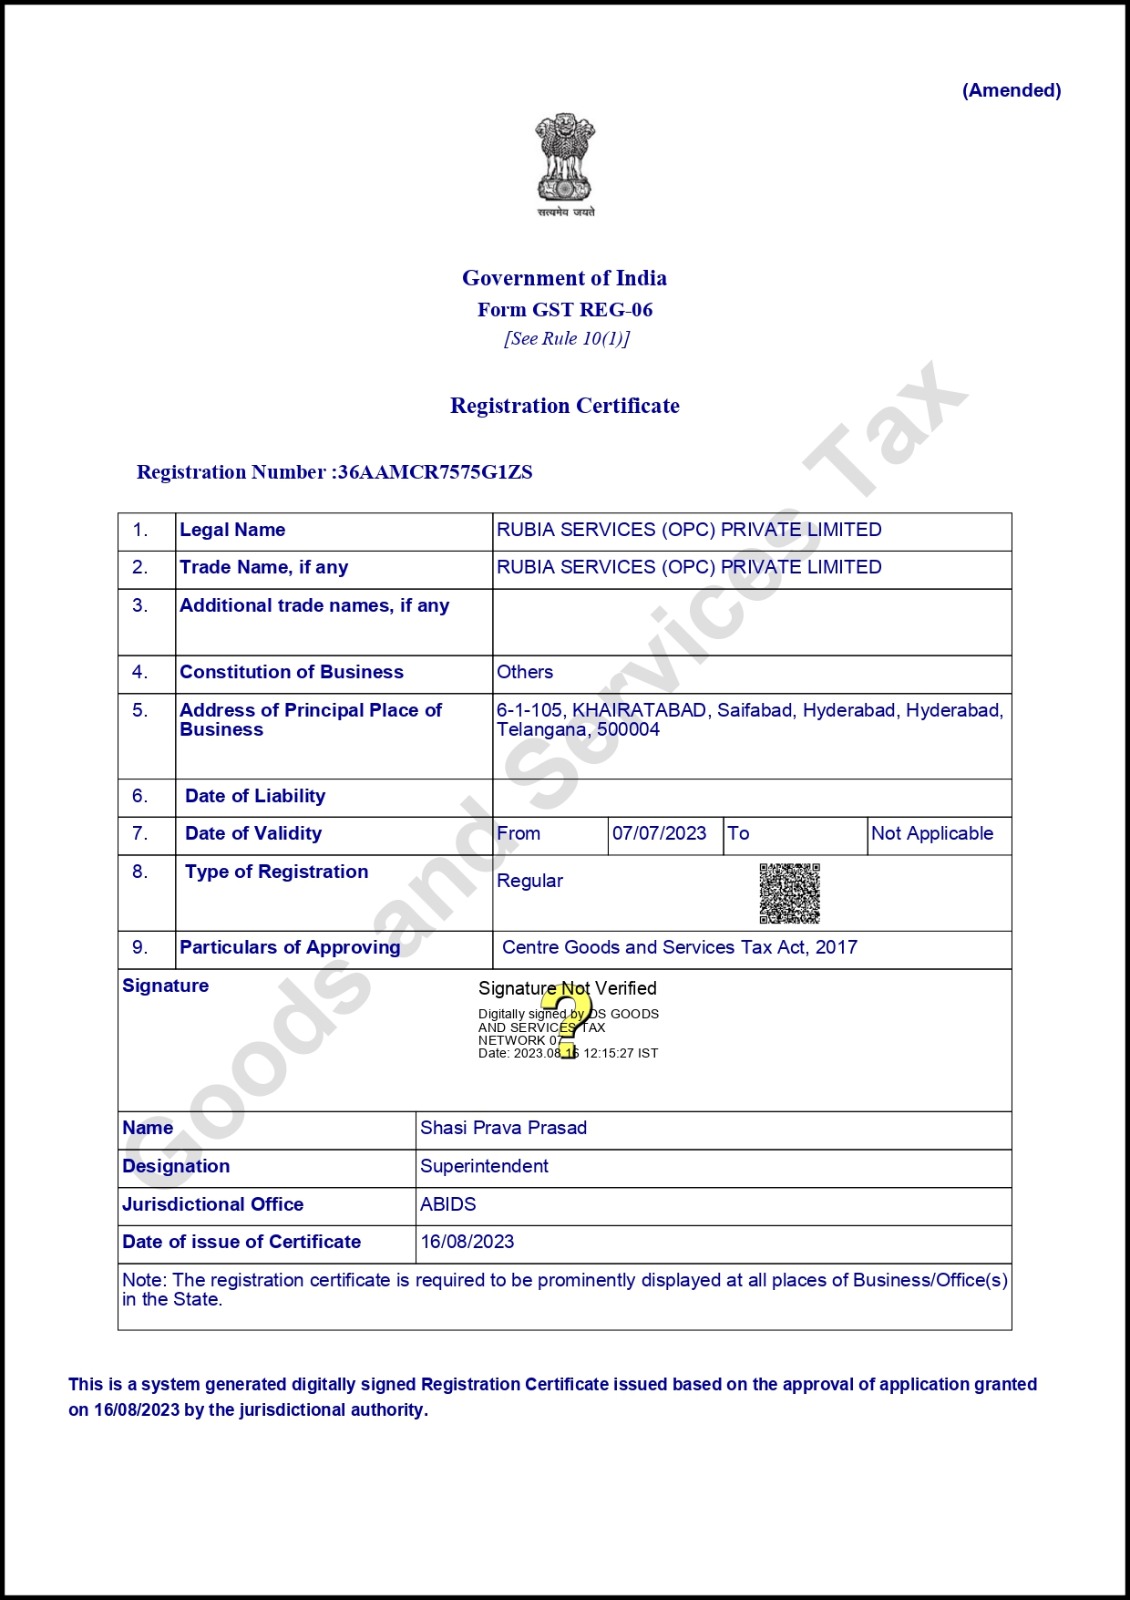 (Amended)
सत्यमेव जयते
Government of India
Form GST REG-06
[See Rule 10(1)]
Registration Certificate
Registration Number :36AAMCR7575G1ZS
1. Legal Name RUBIA SERVICES (OPC) PRIVATE LIMITED
2. Trade Name, if any RUBIA SERVICES (OPC) PRIVATE LIMITED
3. Additional trade names, if any
4. Constitution of Business Others
5. Address of Principal Place of Business 6-1-105, KHAIRATABAD, Saifabad, Hyderabad, Hyderabad,
Telangana, 500004
6. Date of Liability
7. Date of Validity From 07/07/2023 To Not Applicable
8. Type of Registration Regular
9. Particulars of Approving Centre Goods and Services Tax Act, 2017
Signature Signature Not Verified
Digitally signed by DS GOODS
AND SERVICES TAX
NETWORK 07
Date: 2023.08.16 12:15:27 IST
Name Shasi Prava Prasad
Designation Superintendent
Jurisdictional Office ABIDS
Date of issue of Certificate 16/08/2023
Note: The registration certificate is required to be prominently displayed at all places of Business/Office(s)
in the State.
This is a system generated digitally signed Registration Certificate issued based on the approval of application granted
on 16/08/2023 by the jurisdictional authority.
Goods and Services Tax